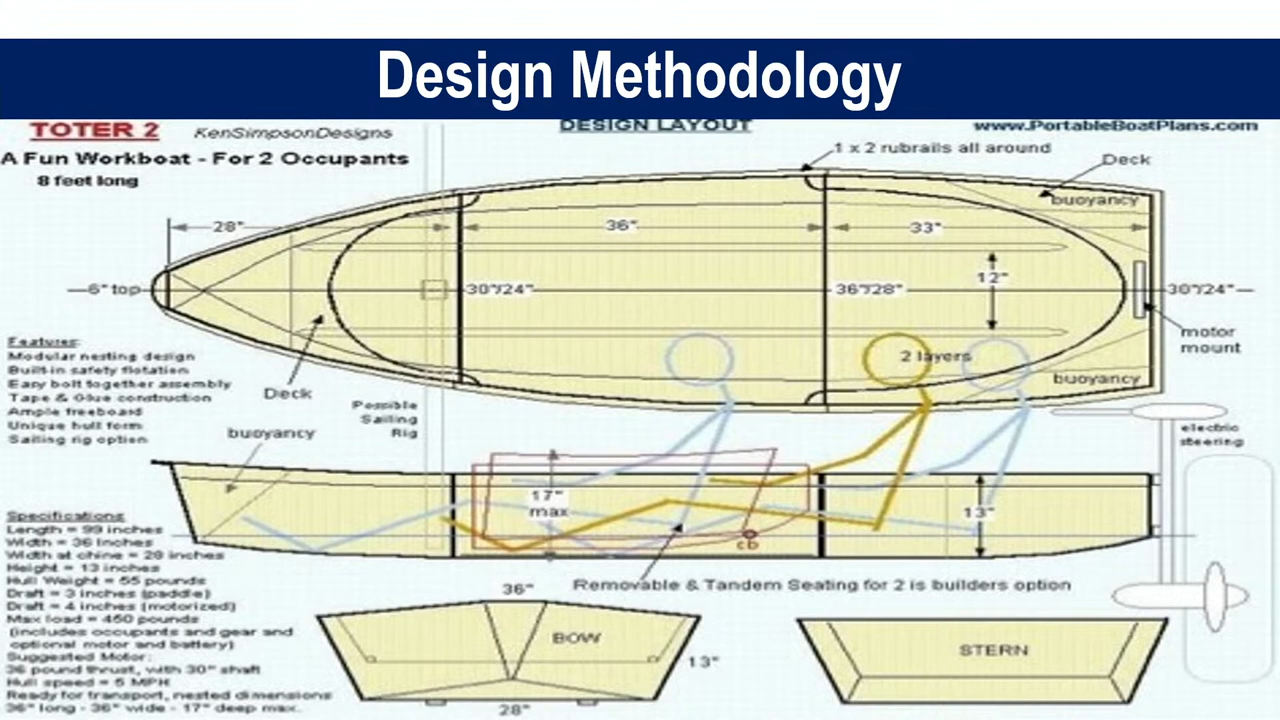 Design Methodology
TOTER 2 KenSimpsonDesigns
DESIGN LAYOUT
www.PortableBoatPlans.com
A Fun Workboat - For 2 Occupants
8 feet long
1 x 2 rubrails all around
Deck
buoyancy
28"
36"
33"
6" top
30"/24"
36"/28"
12"
30"/24"
motor
mount
2 layers
buoyancy
Features:
Modular nesting design
Built-in safety flotation
Easy bolt together assembly
Tape & Glue construction
Ample freeboard
Unique hull form
Sailing rig option
Deck
buoyancy
Possible
Sailing
Rig
electric
steering
17"
max
13"
cb
Removable & Tandem Seating for 2 is builders option
Specifications:
Length = 99 inches
Width = 36 Inches
Width at chine = 28 inches
Height = 13 inches
Hull Weight = 55 pounds
Draft = 3 inches (paddle)
Draft = 4 inches (motorized)
Max load = 450 pounds
(includes occupants and gear and
optional motor and battery)
Suggested Motor:
36 pound thrust, with 30" shaft
Hull speed = 5 MPH
Ready for transport, nested dimensions
36" long - 36" wide - 17" deep max.
36"
BOW
13"
28"
STERN